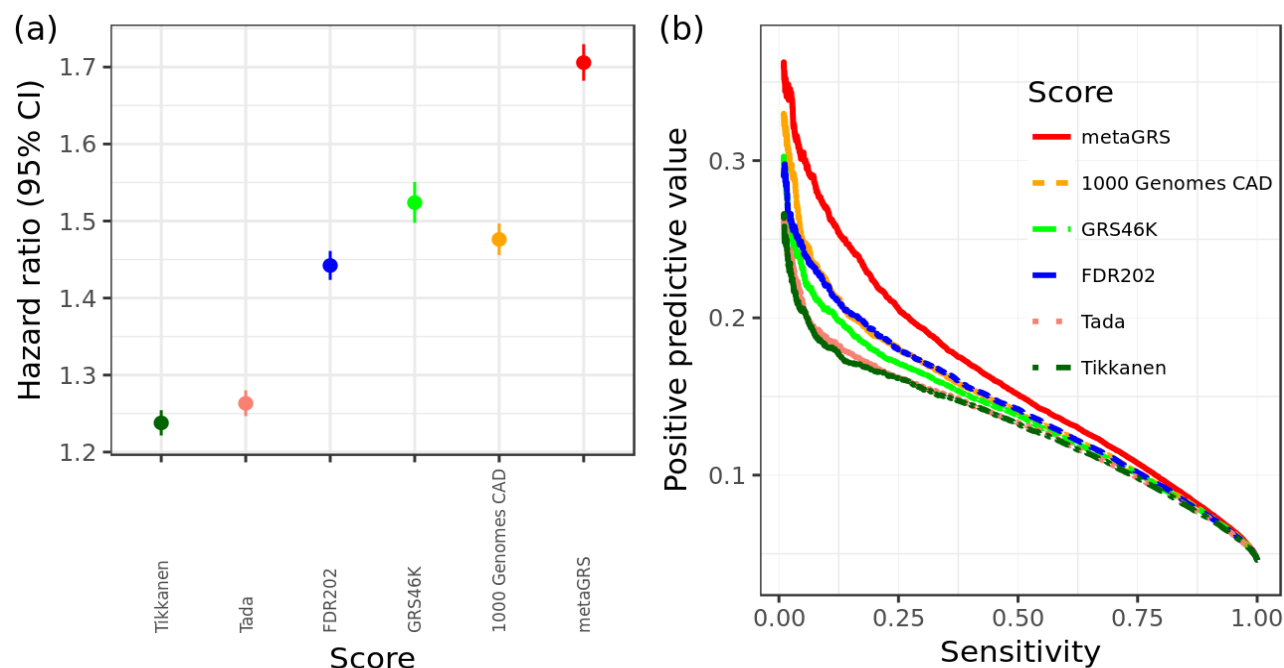 (a)
Hazard ratio (95% CI)
1.7
1.6
1.5
1.4
1.3
1.2
Tikkanen
Tada
FDR202
GRS46K
1000 Genomes CAD
metaGRS
Score
(b)
Positive predictive value
0.3
0.2
0.1
Score
metaGRS
1000 Genomes CAD
GRS46K
FDR202
Tada
Tikkanen
0.00 0.25 0.50 0.75 1.00
Sensitivity